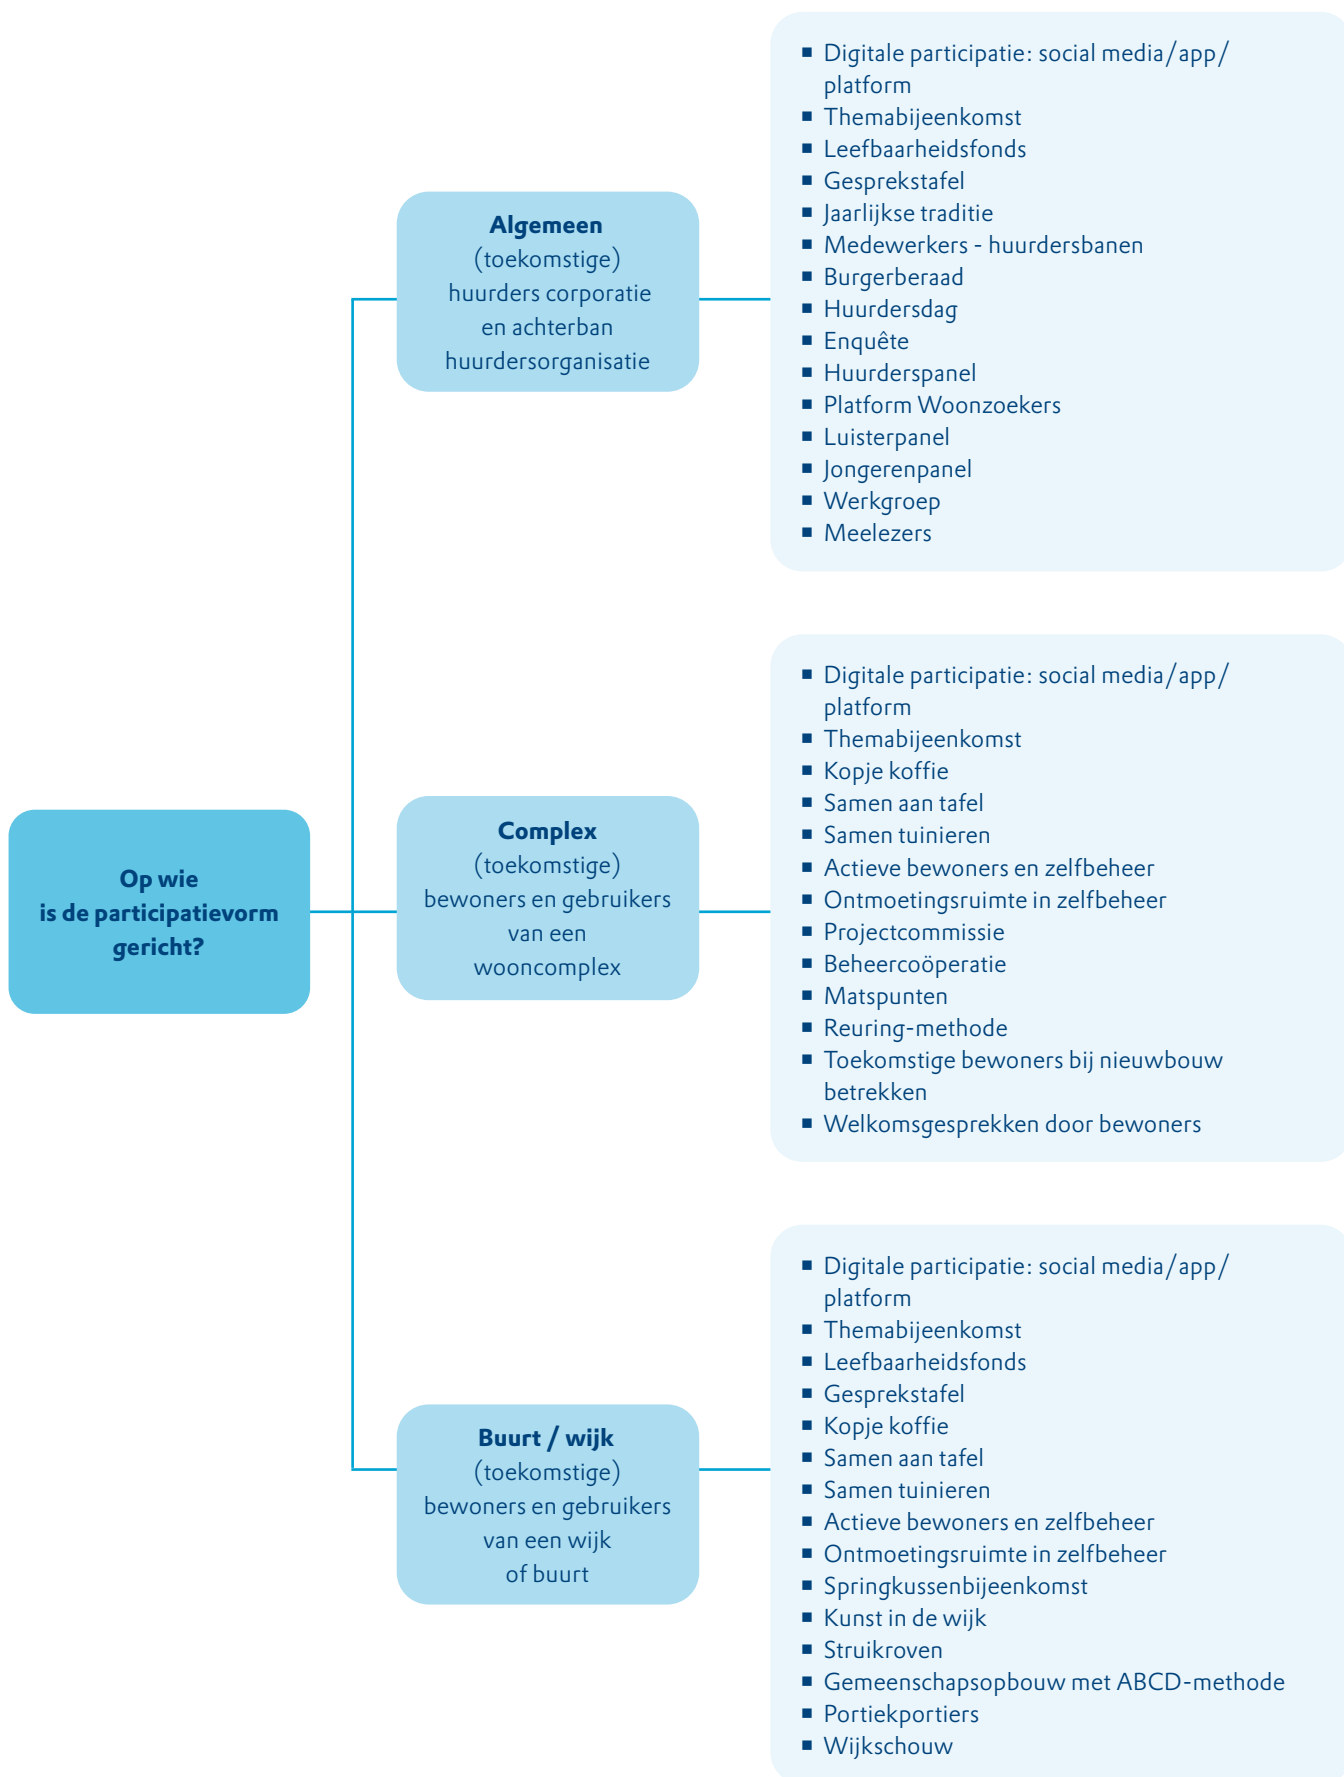 Op wie
is de participatievorm
gericht?
Algemeen
(toekomstige)
huurders corporatie
en achterban
huurdersorganisatie
▪ Digitale participatie: social media/app/
platform
▪ Themabijeenkomst
▪ Leefbaarheidsfonds
▪ Gesprekstafel
▪ Jaarlijkse traditie
▪ Medewerkers - huurdersbanen
▪ Burgerberaad
▪ Huurdersdag
▪ Enquête
▪ Huurderspanel
▪ Platform Woonzoekers
▪ Luisterpanel
▪ Jongerenpanel
▪ Werkgroep
▪ Meelezers
Complex
(toekomstige)
bewoners en gebruikers
van een
wooncomplex
▪ Digitale participatie: social media/app/
platform
▪ Themabijeenkomst
▪ Kopje koffie
▪ Samen aan tafel
▪ Samen tuinieren
▪ Actieve bewoners en zelfbeheer
▪ Ontmoetingsruimte in zelfbeheer
▪ Projectcommissie
▪ Beheercoöperatie
▪ Matspunten
▪ Reuring-methode
▪ Toekomstige bewoners bij nieuwbouw
betrekken
▪ Welkomsgesprekken door bewoners
Buurt / wijk
(toekomstige)
bewoners en gebruikers
van een wijk
of buurt
▪ Digitale participatie: social media/app/
platform
▪ Themabijeenkomst
▪ Leefbaarheidsfonds
▪ Gesprekstafel
▪ Kopje koffie
▪ Samen aan tafel
▪ Samen tuinieren
▪ Actieve bewoners en zelfbeheer
▪ Ontmoetingsruimte in zelfbeheer
▪ Springkussenbijeenkomst
▪ Kunst in de wijk
▪ Struikroven
▪ Gemeenschapsopbouw met ABCD-methode
▪ Portiekportiers
▪ Wijkschouw